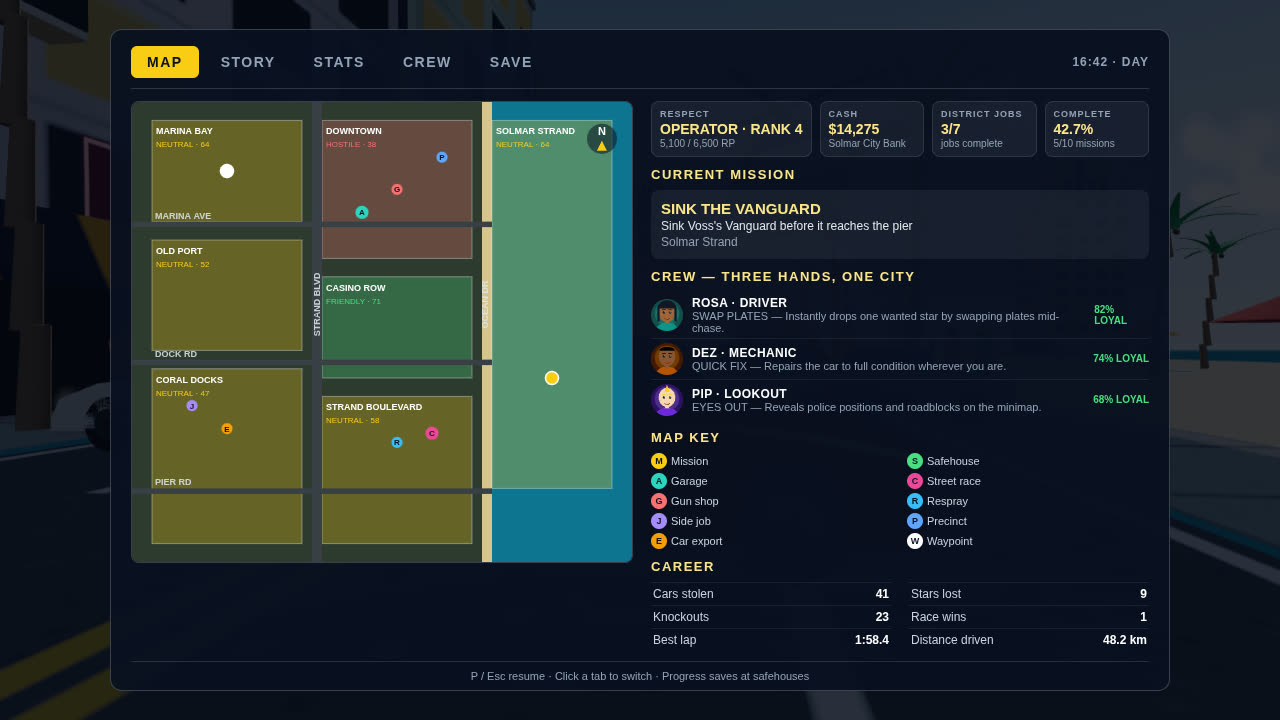 MAP STORY STATS CREW SAVE
16:42 · DAY
MARINA BAY
NEUTRAL · 64
MARINA AVE
DOWNTOWN
HOSTILE · 38
P
G
A
SOLMAR STRAND
NEUTRAL · 64
N
OLD PORT
NEUTRAL · 52
DOCK RD
STRAND BLVD
CASINO ROW
FRIENDLY · 71
OCEAN DR
CORAL DOCKS
NEUTRAL · 47
J
E
PIER RD
STRAND BOULEVARD
NEUTRAL · 58
C
R
RESPECT
OPERATOR · RANK 4
5,100 / 6,500 RP
CASH
$14,275
Solmar City Bank
DISTRICT JOBS
3/7
jobs complete
COMPLETE
42.7%
5/10 missions
CURRENT MISSION
SINK THE VANGUARD
Sink Voss's Vanguard before it reaches the pier
Solmar Strand
CREW — THREE HANDS, ONE CITY
ROSA · DRIVER
SWAP PLATES — Instantly drops one wanted star by swapping plates mid-
chase.
82%
LOYAL
DEZ · MECHANIC
QUICK FIX — Repairs the car to full condition wherever you are.
74% LOYAL
PIP · LOOKOUT
EYES OUT — Reveals police positions and roadblocks on the minimap.
68% LOYAL
MAP KEY
M Mission
S Safehouse
A Garage
C Street race
G Gun shop
R Respray
J Side job
P Precinct
E Car export
W Waypoint
CAREER
Cars stolen 41
Stars lost 9
Knockouts 23
Race wins 1
Best lap 1:58.4
Distance driven 48.2 km
P / Esc resume · Click a tab to switch · Progress saves at safehouses